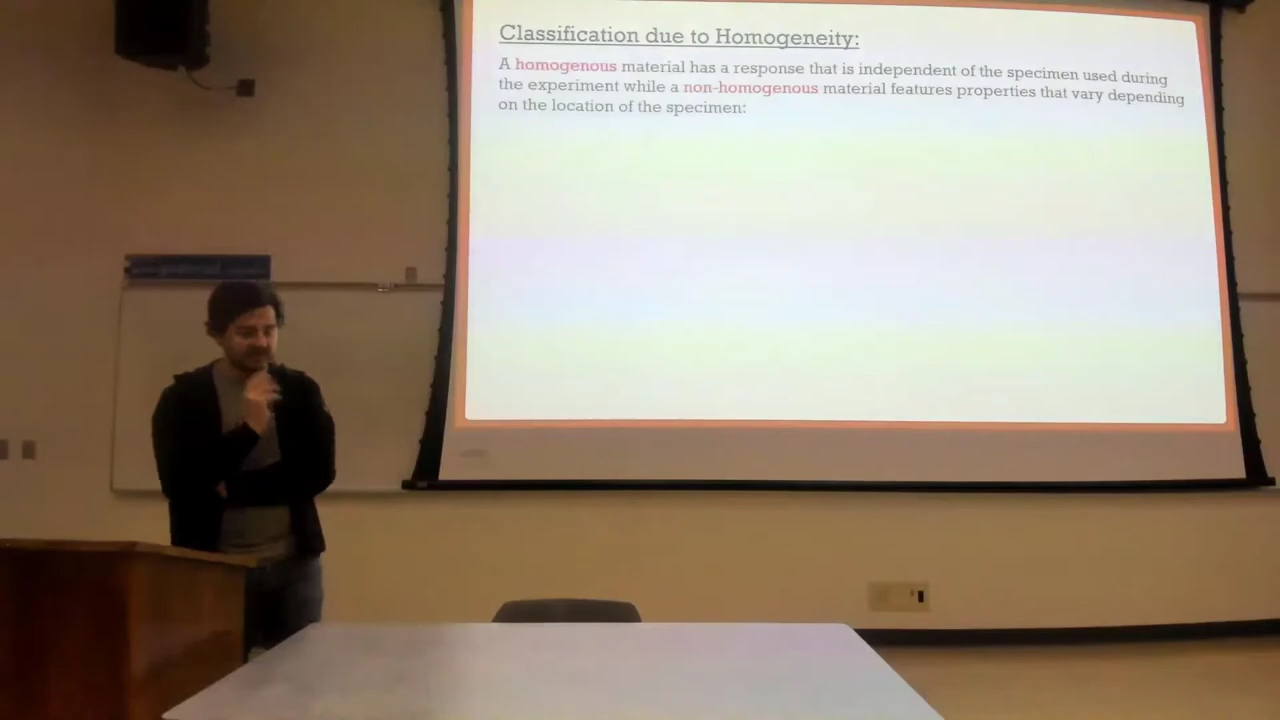 Classification due to Homogeneity:
A homogenous material has a response that is independent of the specimen used during
the experiment while a non-homogenous material features properties that vary depending
on the location of the specimen: